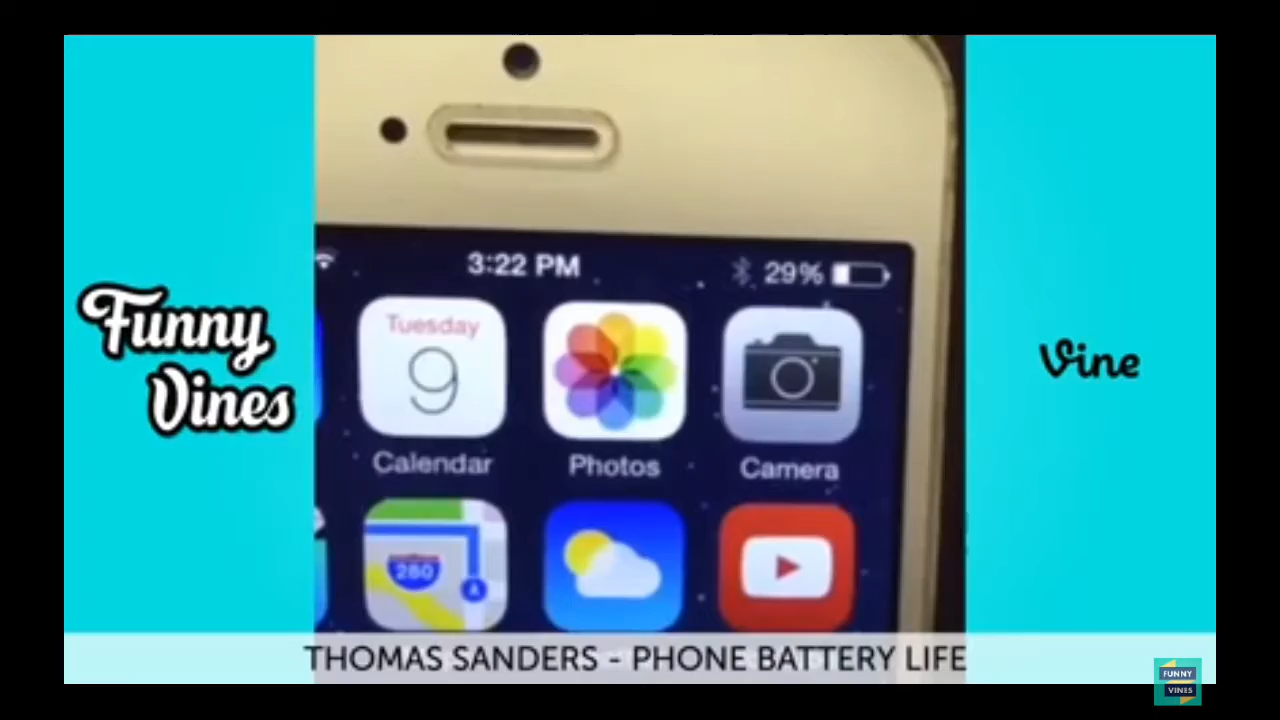 3:22 PM
29%
Tuesday
9
Calendar
Photos
Camera
280
Funny
Vines
Vine
THOMAS SANDERS - PHONE BATTERY LIFE
FUNNY
VINES